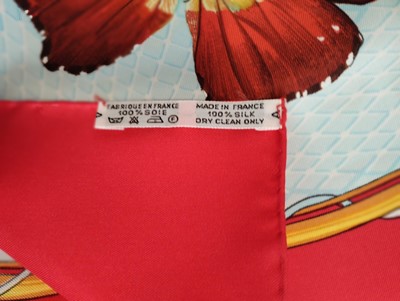 FABRIQUE EN FRANCE
100% SOIE
MADE IN FRANCE
100% SILK
DRY CLEAN ONLY